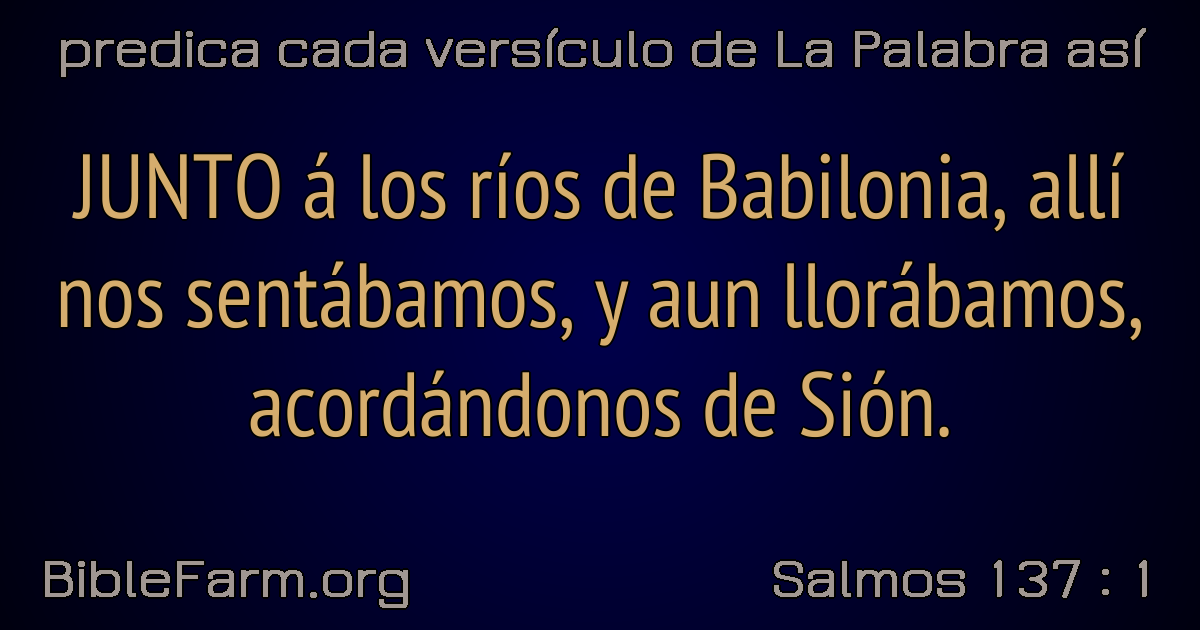 predica cada versículo de La Palabra así
JUNTO á los ríos de Babilonia, allí
nos sentábamos, y aun llorábamos,
acordándonos de Sión.
BibleFarm.org
Salmos 137 : 1